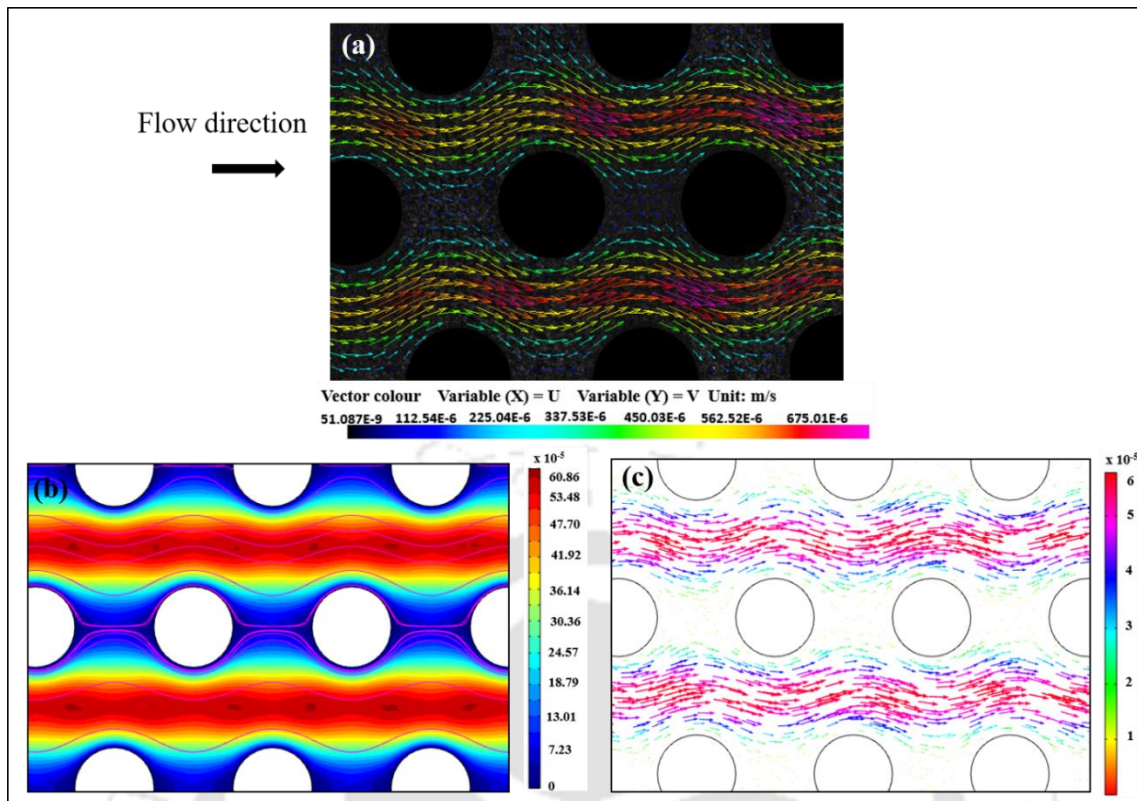 (a)
Flow direction
Vector colour Variable (X) = U Variable (Y) = V Unit: m/s
51.087E-9 112.54E-6 225.04E-6 337.53E-6 450.03E-6 562.52E-6 675.01E-6
(b)
x 10-5
60.86
53.48
47.70
41.92
36.14
30.36
24.57
18.79
13.01
7.23
0
(c)
x 10-5
6
5
4
3
2
1